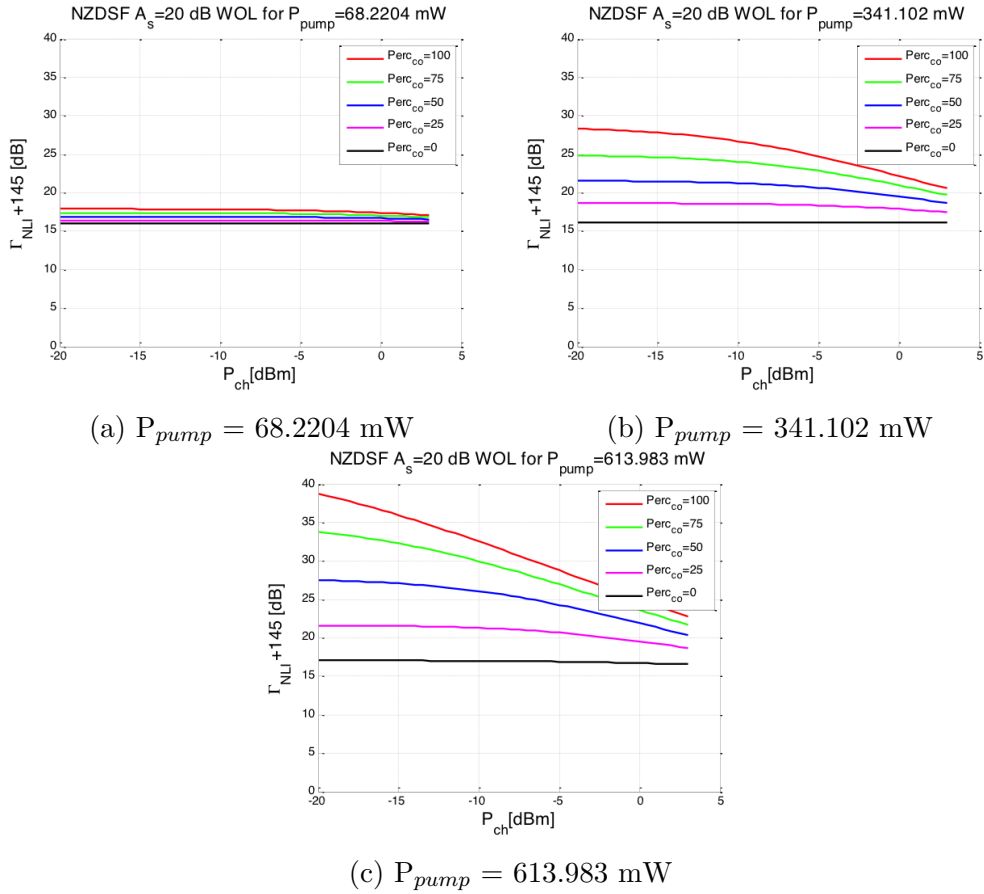 NZDSF A_s=20 dB WOL for P_pump=68.2204 mW
Γ_NLI +145 [dB]
40
35
30
25
20
15
10
5
0
Perc_co=100
Perc_co=75
Perc_co=50
Perc_co=25
Perc_co=0
-20 -15 -10 -5 0 5
P_ch[dBm]
(a) P_pump = 68.2204 mW
NZDSF A_s=20 dB WOL for P_pump=341.102 mW
Γ_NLI +145 [dB]
40
35
30
25
20
15
10
5
0
Perc_co=100
Perc_co=75
Perc_co=50
Perc_co=25
Perc_co=0
-20 -15 -10 -5 0 5
P_ch[dBm]
(b) P_pump = 341.102 mW
NZDSF A_s=20 dB WOL for P_pump=613.983 mW
Γ_NLI +145 [dB]
40
35
30
25
20
15
10
5
0
Perc_co=100
Perc_co=75
Perc_co=50
Perc_co=25
Perc_co=0
-20 -15 -10 -5 0 5
P_ch[dBm]
(c) P_pump = 613.983 mW